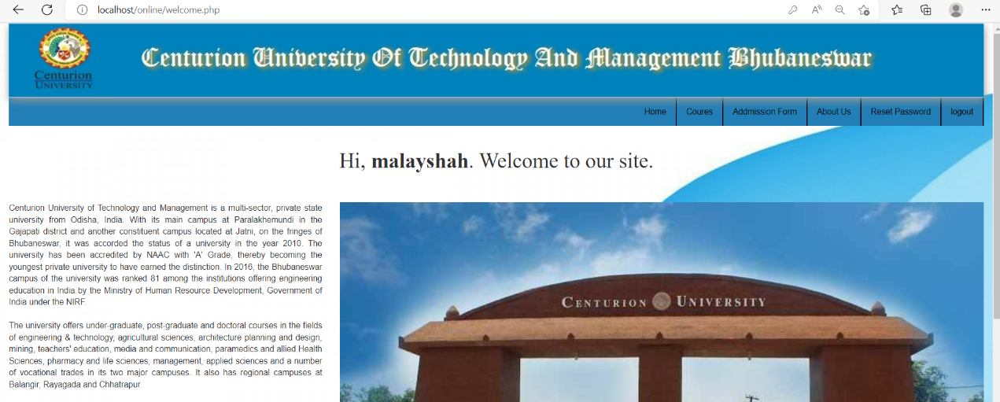 localhost/online/welcome.php
Centurion
UNIVERSITY
Centurion University Of Technology And Management Bhubaneswar
Home Coures Addmission Form About Us Reset Password logout
Hi, malayshah. Welcome to our site.
Centurion University of Technology and Management is a multi-sector, private state
university from Odisha, India. With its main campus at Paralakhemundi in the
Gajapati district and another constituent campus located at Jatni, on the fringes of
Bhubaneswar, it was accorded the status of a university in the year 2010. The
university has been accredited by NAAC with 'A' Grade, thereby becoming the
youngest private university to have earned the distinction. In 2016, the Bhubaneswar
campus of the university was ranked 81 among the institutions offering engineering
education in India by the Ministry of Human Resource Development, Government of
India under the NIRF.
The university offers under-graduate, post-graduate and doctoral courses in the fields
of engineering & technology, agricultural sciences, architecture planning and design,
mining, teachers' education, media and communication, paramedics and allied Health
Sciences, pharmacy and life sciences, management, applied sciences and a number
of vocational trades in its two major campuses. It also has regional campuses at
Balangir, Rayagada and Chhatrapur.
CENTURION UNIVERSITY